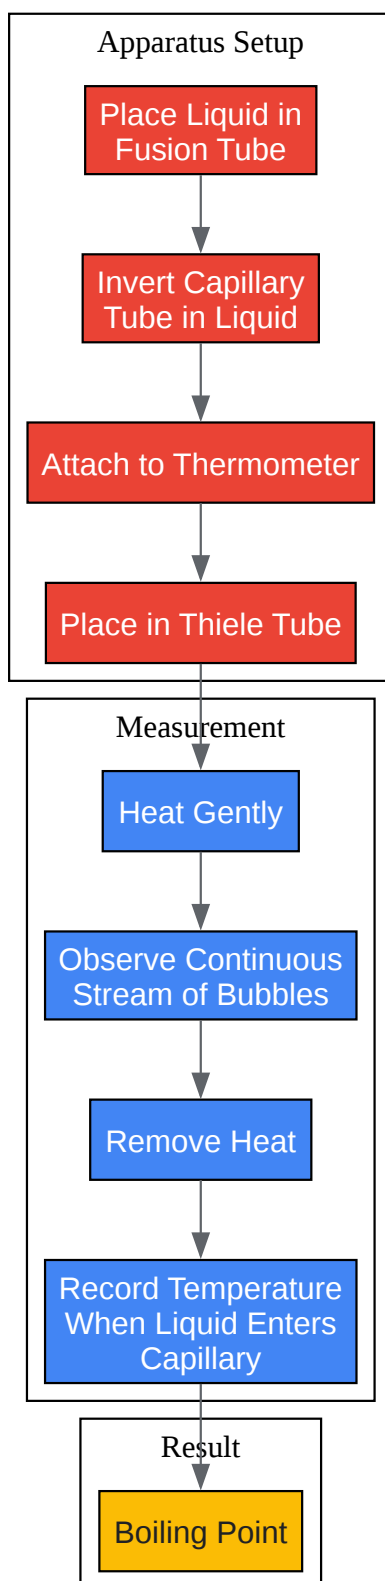 Apparatus Setup
Place Liquid in
Fusion Tube
Invert Capillary
Tube in Liquid
Attach to Thermometer
Place in Thiele Tube
Measurement
Heat Gently
Observe Continuous
Stream of Bubbles
Remove Heat
Record Temperature
When Liquid Enters
Capillary
Result
Boiling Point